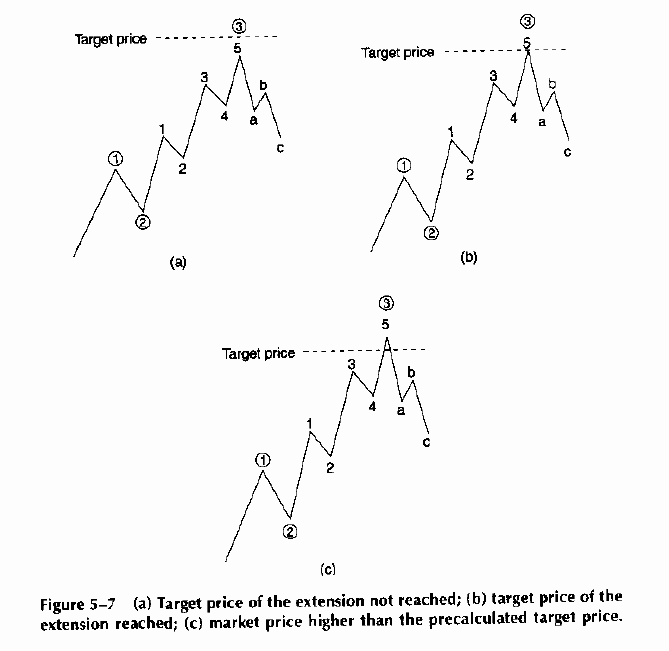 ③
Target price
5
3
b
4
a
1
c
①
2
②
(a)
③
Target price
5
3
b
4
a
1
c
①
2
②
(b)
③
5
Target price
3
b
4
a
1
c
2
①
②
(c)
Figure 5–7 (a) Target price of the extension not reached; (b) target price of the
extension reached; (c) market price higher than the precalculated target price.